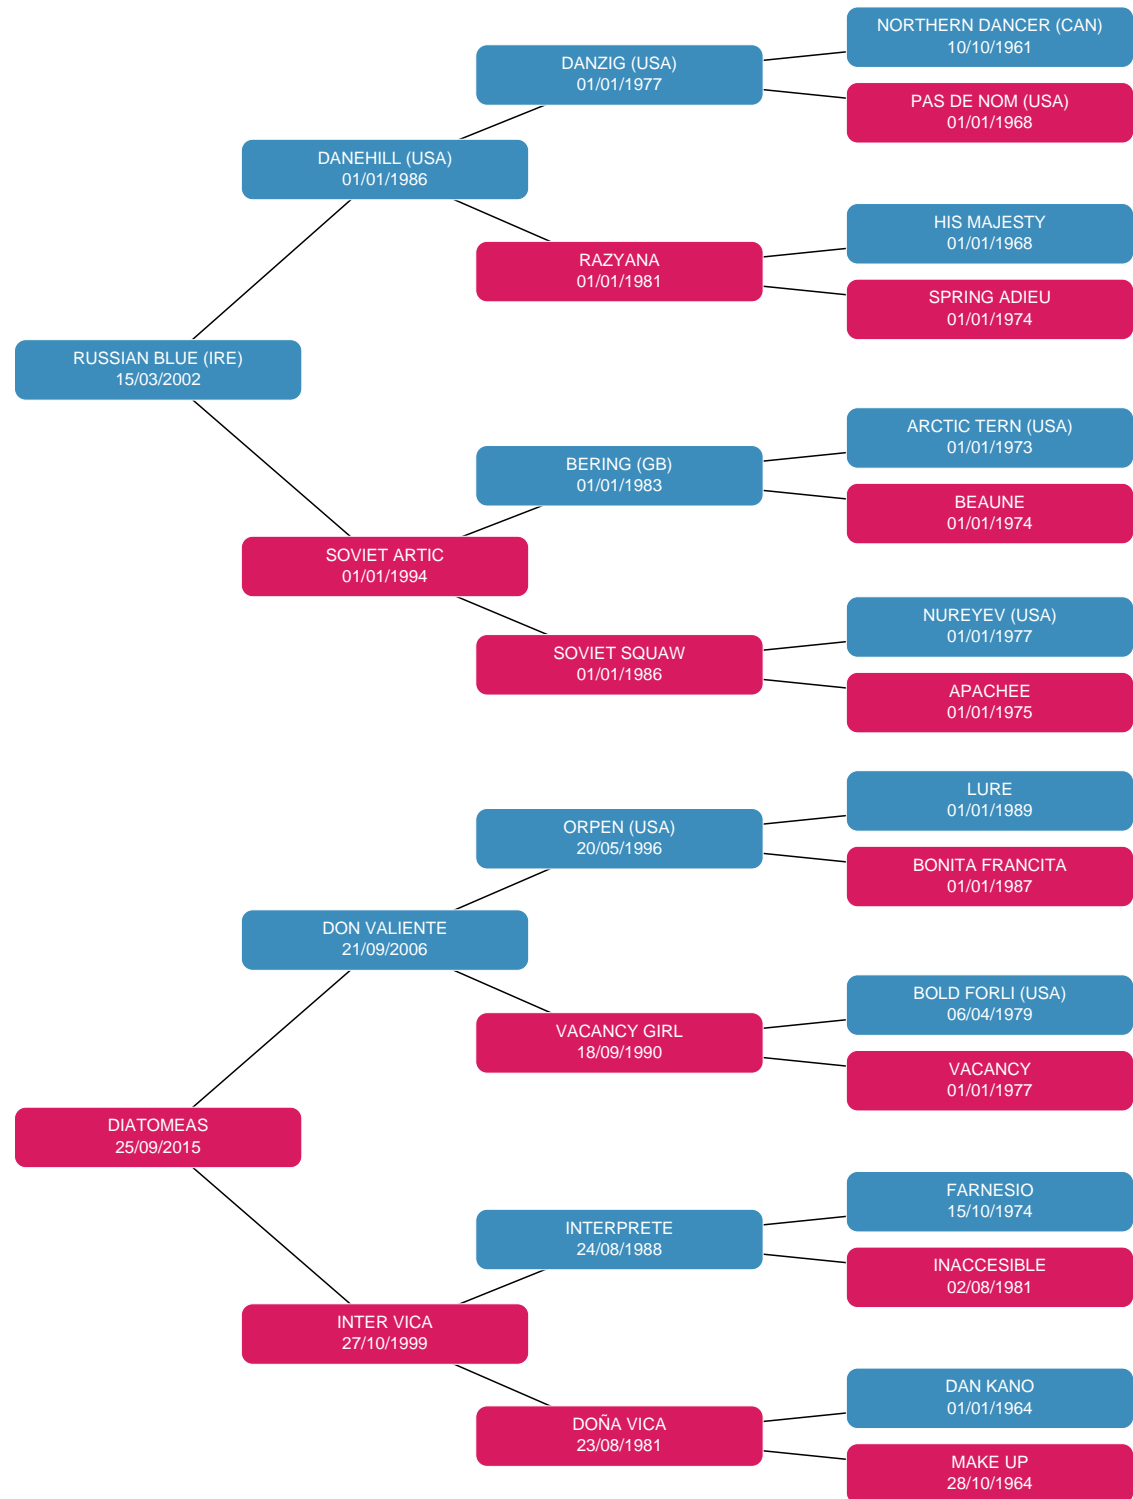 NORTHERN DANCER (CAN)
10/10/1961
DANZIG (USA)
01/01/1977
PAS DE NOM (USA)
01/01/1968
DANEHILL (USA)
01/01/1986
HIS MAJESTY
01/01/1968
RAZYANA
01/01/1981
SPRING ADIEU
01/01/1974
RUSSIAN BLUE (IRE)
15/03/2002
ARCTIC TERN (USA)
01/01/1973
BERING (GB)
01/01/1983
BEAUNE
01/01/1974
SOVIET ARTIC
01/01/1994
NUREYEV (USA)
01/01/1977
SOVIET SQUAW
01/01/1986
APACHEE
01/01/1975
LURE
01/01/1989
ORPEN (USA)
20/05/1996
BONITA FRANCITA
01/01/1987
DON VALIENTE
21/09/2006
BOLD FORLI (USA)
06/04/1979
VACANCY GIRL
18/09/1990
VACANCY
01/01/1977
DIATOMEAS
25/09/2015
FARNESIO
15/10/1974
INTERPRETE
24/08/1988
INACCESIBLE
02/08/1981
INTER VICA
27/10/1999
DAN KANO
01/01/1964
DOÑA VICA
23/08/1981
MAKE UP
28/10/1964